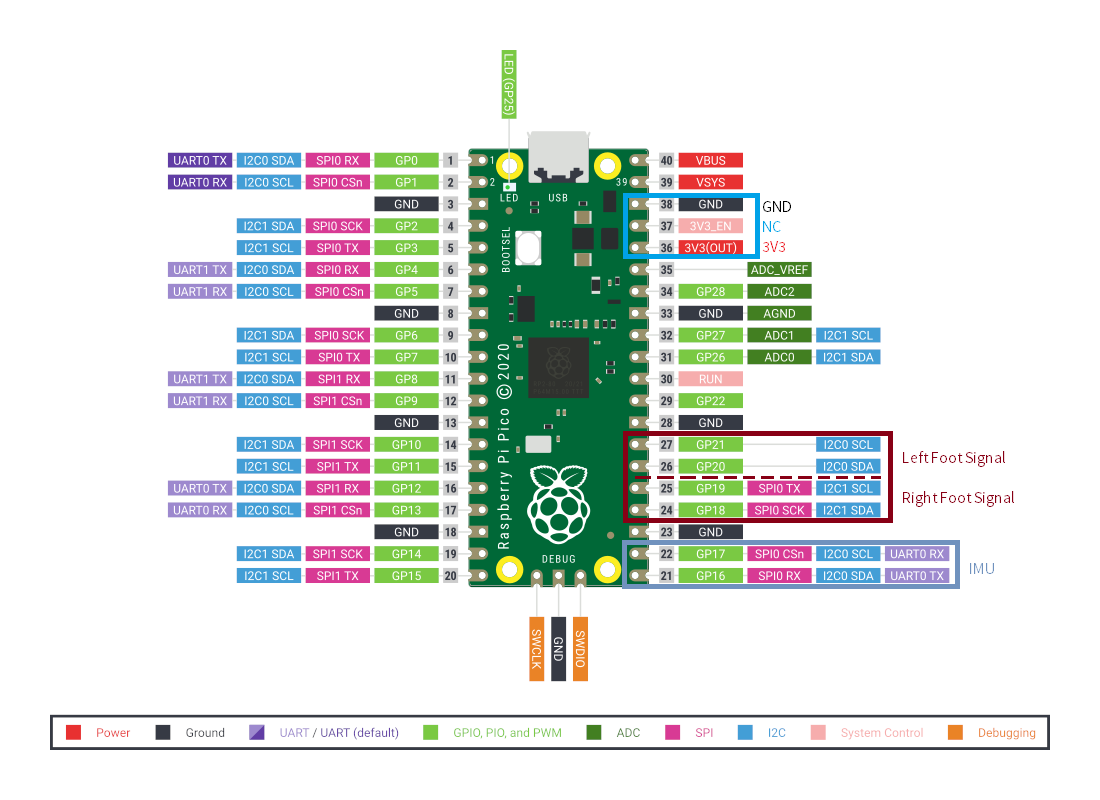 LED (GP25)
UART0 TX I2C0 SDA SPI0 RX GP0 1 1 40 VBUS
UART0 RX I2C0 SCL SPI0 CSn GP1 2 2 LED USB 39 39 VSYS
GND 3 38 GND GND
I2C1 SDA SPI0 SCK GP2 4 37 3V3_EN NC
I2C1 SCL SPI0 TX GP3 5 BOOTSEL 36 3V3(OUT) 3V3
UART1 TX I2C0 SDA SPI0 RX GP4 6 35 ADC_VREF
UART1 RX I2C0 SCL SPI0 CSn GP5 7 34 GP28 ADC2
GND 8 33 GND AGND
I2C1 SDA SPI0 SCK GP6 9 32 GP27 ADC1 I2C1 SCL
I2C1 SCL SPI0 TX GP7 10 31 GP26 ADC0 I2C1 SDA
UART1 TX I2C0 SDA SPI1 RX GP8 11 30 RUN
UART1 RX I2C0 SCL SPI1 CSn GP9 12 29 GP22
GND 13 28 GND
I2C1 SDA SPI1 SCK GP10 14 27 GP21 I2C0 SCL
Left Foot Signal
I2C1 SCL SPI1 TX GP11 15 26 GP20 I2C0 SDA
UART0 TX I2C0 SDA SPI1 RX GP12 16 25 GP19 SPI0 TX I2C1 SCL
Right Foot Signal
UART0 RX I2C0 SCL SPI1 CSn GP13 17 24 GP18 SPI0 SCK I2C1 SDA
GND 18 23 GND
Raspberry Pi Pico ©2020
I2C1 SDA SPI1 SCK GP14 19 DEBUG 22 GP17 SPI0 CSn I2C0 SCL UART0 RX
IMU
I2C1 SCL SPI1 TX GP15 20 21 GP16 SPI0 RX I2C0 SDA UART0 TX
SWCLK GND SWDIO
Power Ground UART / UART (default) GPIO, PIO, and PWM ADC SPI I2C System Control Debugging